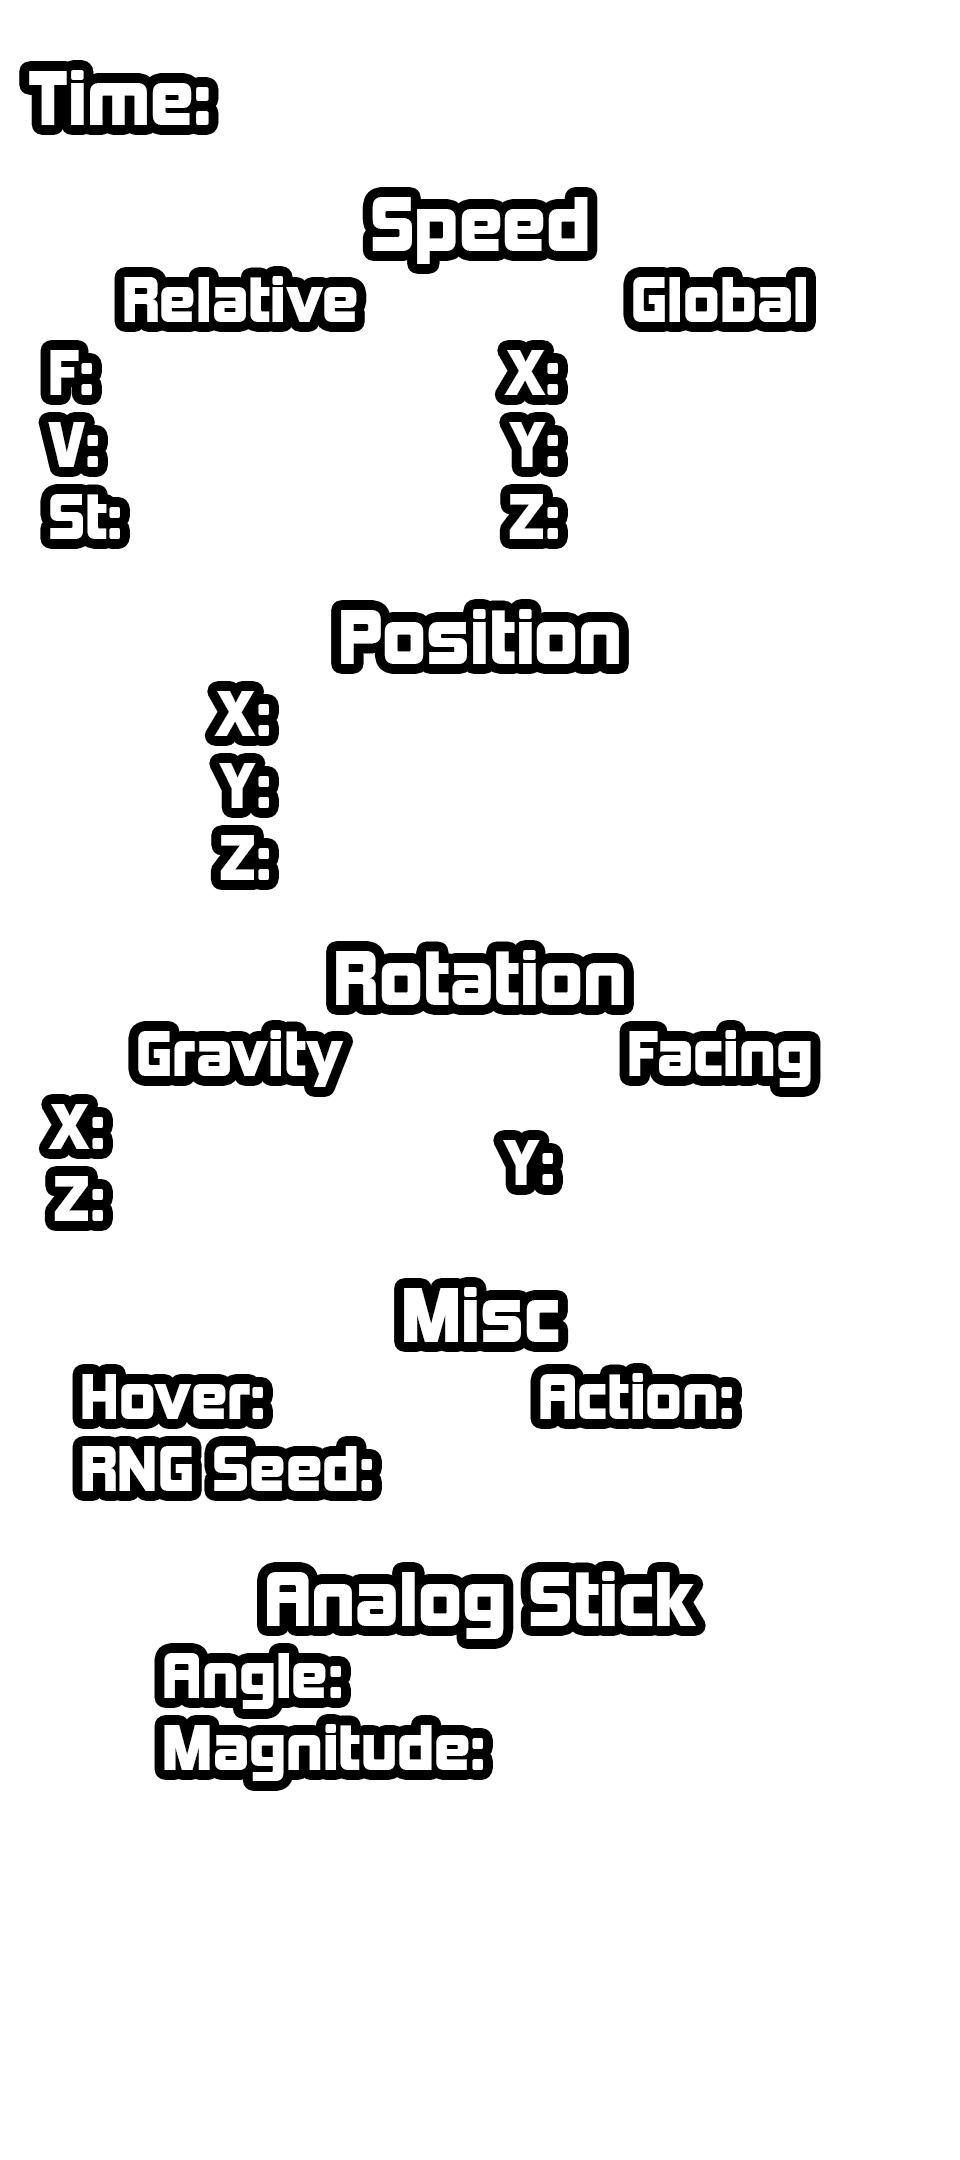 Time:
Speed
Relative Global
F: X:
V: Y:
St: Z:
Position
X:
Y:
Z:
Rotation
Gravity Facing
X:
Y:
Z:
Misc
Hover: Action:
RNG Seed:
Analog Stick
Angle:
Magnitude: